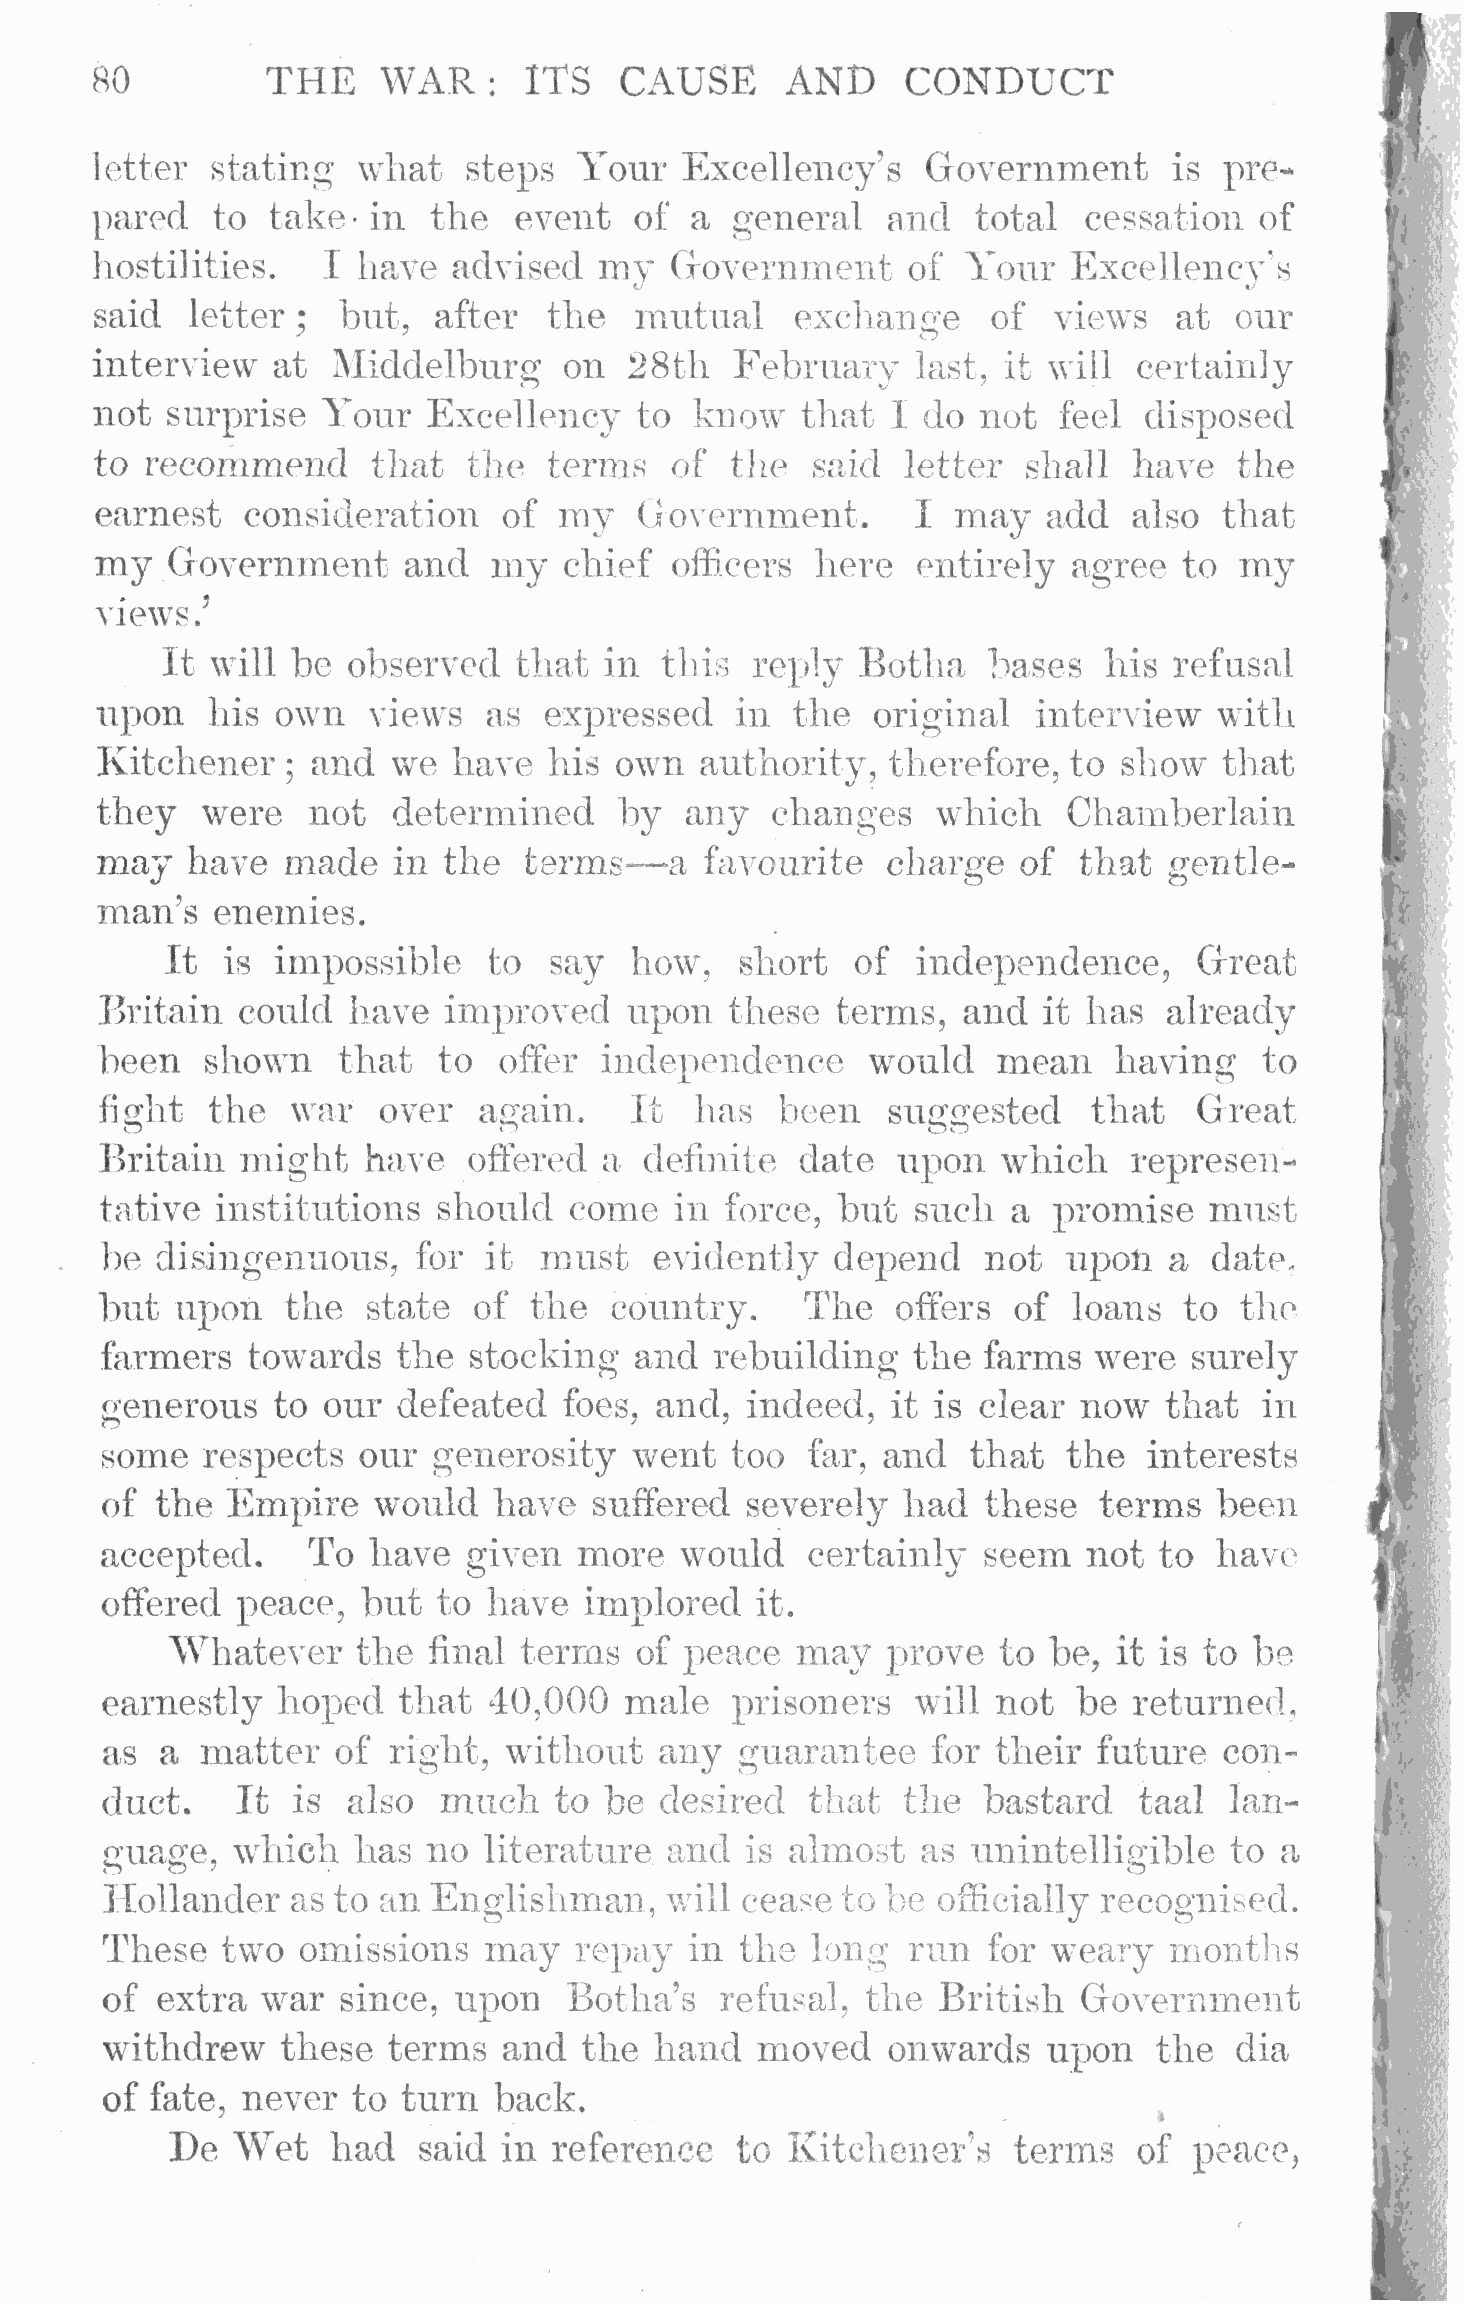 80 THE WAR : ITS CAUSE AND CONDUCT
letter stating what steps Your Excellency's Government is pre-
pared to take in the event of a general and total cessation of
hostilities. I have advised my Government of Your Excellency's
said letter ; but, after the mutual exchange of views at our
interview at Middelburg on 28th February last, it will certainly
not surprise Your Excellency to know that I do not feel disposed
to recommend that the terms of the said letter shall have the
earnest consideration of my Government. I may add also that
my Government and my chief officers here entirely agree to my
views.'
It will be observed that in this reply Botha bases his refusal
upon his own views as expressed in the original interview with
Kitchener ; and we have his own authority, therefore, to show that
they were not determined by any changes which Chamberlain
may have made in the terms—a favourite charge of that gentle-
man's enemies.
It is impossible to say how, short of independence, Great
Britain could have improved upon these terms, and it has already
been shown that to offer independence would mean having to
fight the war over again. It has been suggested that Great
Britain might have offered a definite date upon which represen-
tative institutions should come in force, but such a promise must
be disingenuous, for it must evidently depend not upon a date,
but upon the state of the country. The offers of loans to the
farmers towards the stocking and rebuilding the farms were surely
generous to our defeated foes, and, indeed, it is clear now that in
some respects our generosity went too far, and that the interests
of the Empire would have suffered severely had these terms been
accepted. To have given more would certainly seem not to have
offered peace, but to have implored it.
Whatever the final terms of peace may prove to be, it is to be
earnestly hoped that 40,000 male prisoners will not be returned,
as a matter of right, without any guarantee for their future con-
duct. It is also much to be desired that the bastard taal lan-
guage, which has no literature and is almost as unintelligible to a
Hollander as to an Englishman, will cease to be officially recognised.
These two omissions may repay in the long run for weary months
of extra war since, upon Botha's refusal, the British Government
withdrew these terms and the hand moved onwards upon the dia
of fate, never to turn back.
De Wet had said in reference to Kitchener's terms of peace,